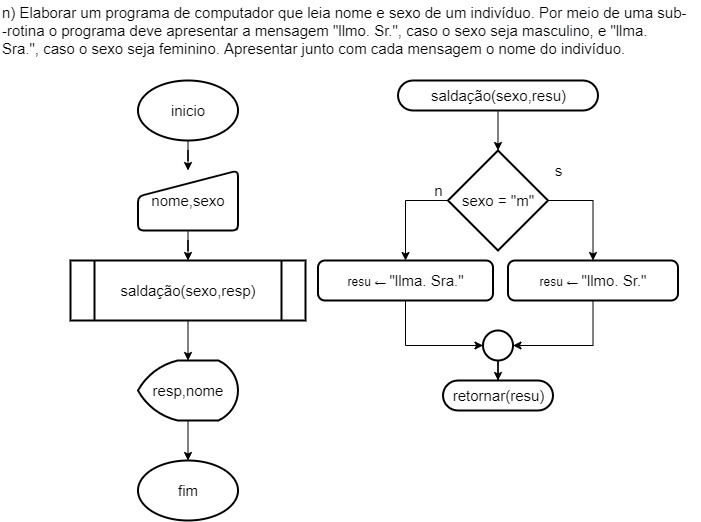 n) Elaborar um programa de computador que leia nome e sexo de um indivíduo. Por meio de uma sub-
-rotina o programa deve apresentar a mensagem "Ilmo. Sr.", caso o sexo seja masculino, e "Ilma.
Sra.", caso o sexo seja feminino. Apresentar junto com cada mensagem o nome do indivíduo.
inicio
nome,sexo
saldação(sexo,resp)
resp,nome
fim
saldação(sexo,resu)
sexo = "m"
n
s
resu ← "Ilma. Sra."
resu ← "Ilmo. Sr."
retornar(resu)